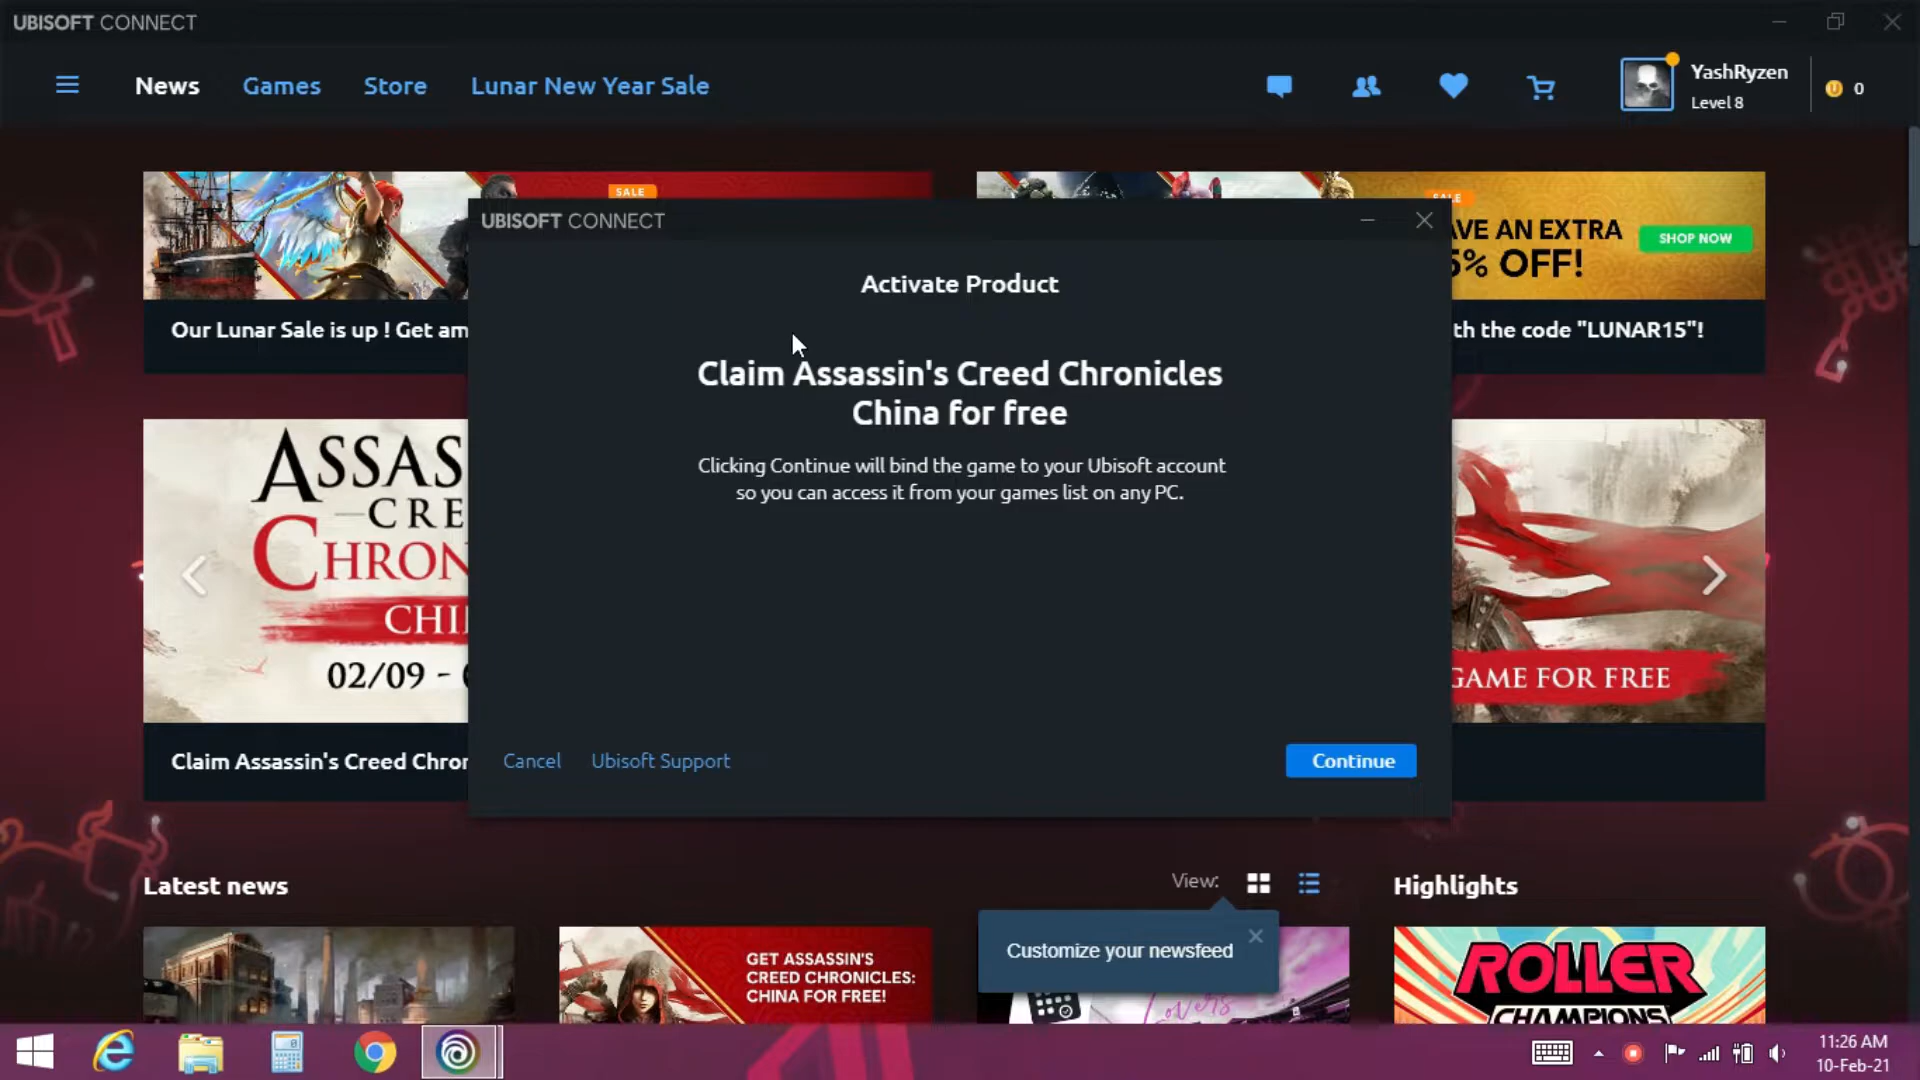 UBISOFT CONNECT
News
Games
Store
Lunar New Year Sale
YashRyzen
Level 8
0
SALE
SALE
AVE AN EXTRA
5% OFF!
SHOP NOW
Our Lunar Sale is up ! Get am
th the code "LUNAR15"!
UBISOFT CONNECT
Activate Product
Claim Assassin's Creed Chronicles
China for free
Clicking Continue will bind the game to your Ubisoft account
so you can access it from your games list on any PC.
Cancel
Ubisoft Support
Continue
ASSAS
CRE
CHRON
CHI
02/09 -
GAME FOR FREE
Claim Assassin's Creed Chror
Latest news
View:
Highlights
Customize your newsfeed
GET ASSASSIN'S
CREED CHRONICLES:
CHINA FOR FREE!
Lovers
ROLLER
CHAMPIONS
11:26 AM
10-Feb-21